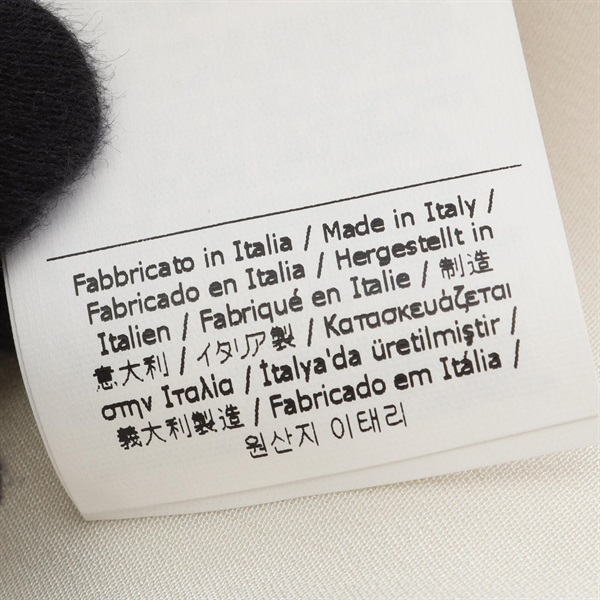 Fabbricato in Italia / Made in Italy /
Fabricado en Italia / Hergestellt in
Italien / Fabriqué en Italie / 制造
意大利 / イタリア製 / Κατασκευάζεται
στην Ιταλία / İtalya'da üretilmiştir /
義大利製造 / Fabricado em Itália /
원산지 이태리